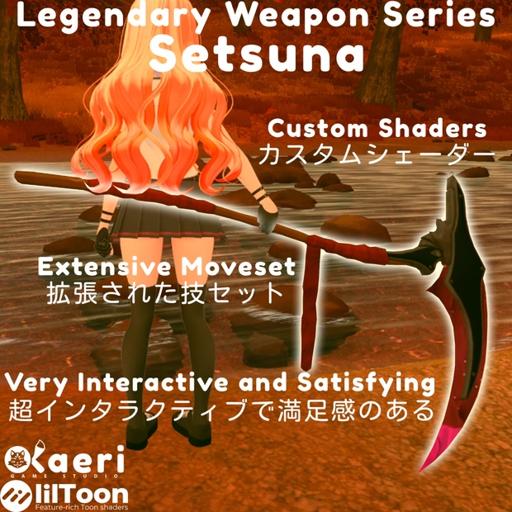 Legendary Weapon Series
Setsuna
Custom Shaders
カスタムシェーダー
Extensive Moveset
拡張された技セット
Very Interactive and Satisfying
超インタラクティブで満足感のある
Okaeri
GAME STUDIO
lilToon
Feature-rich Toon shaders